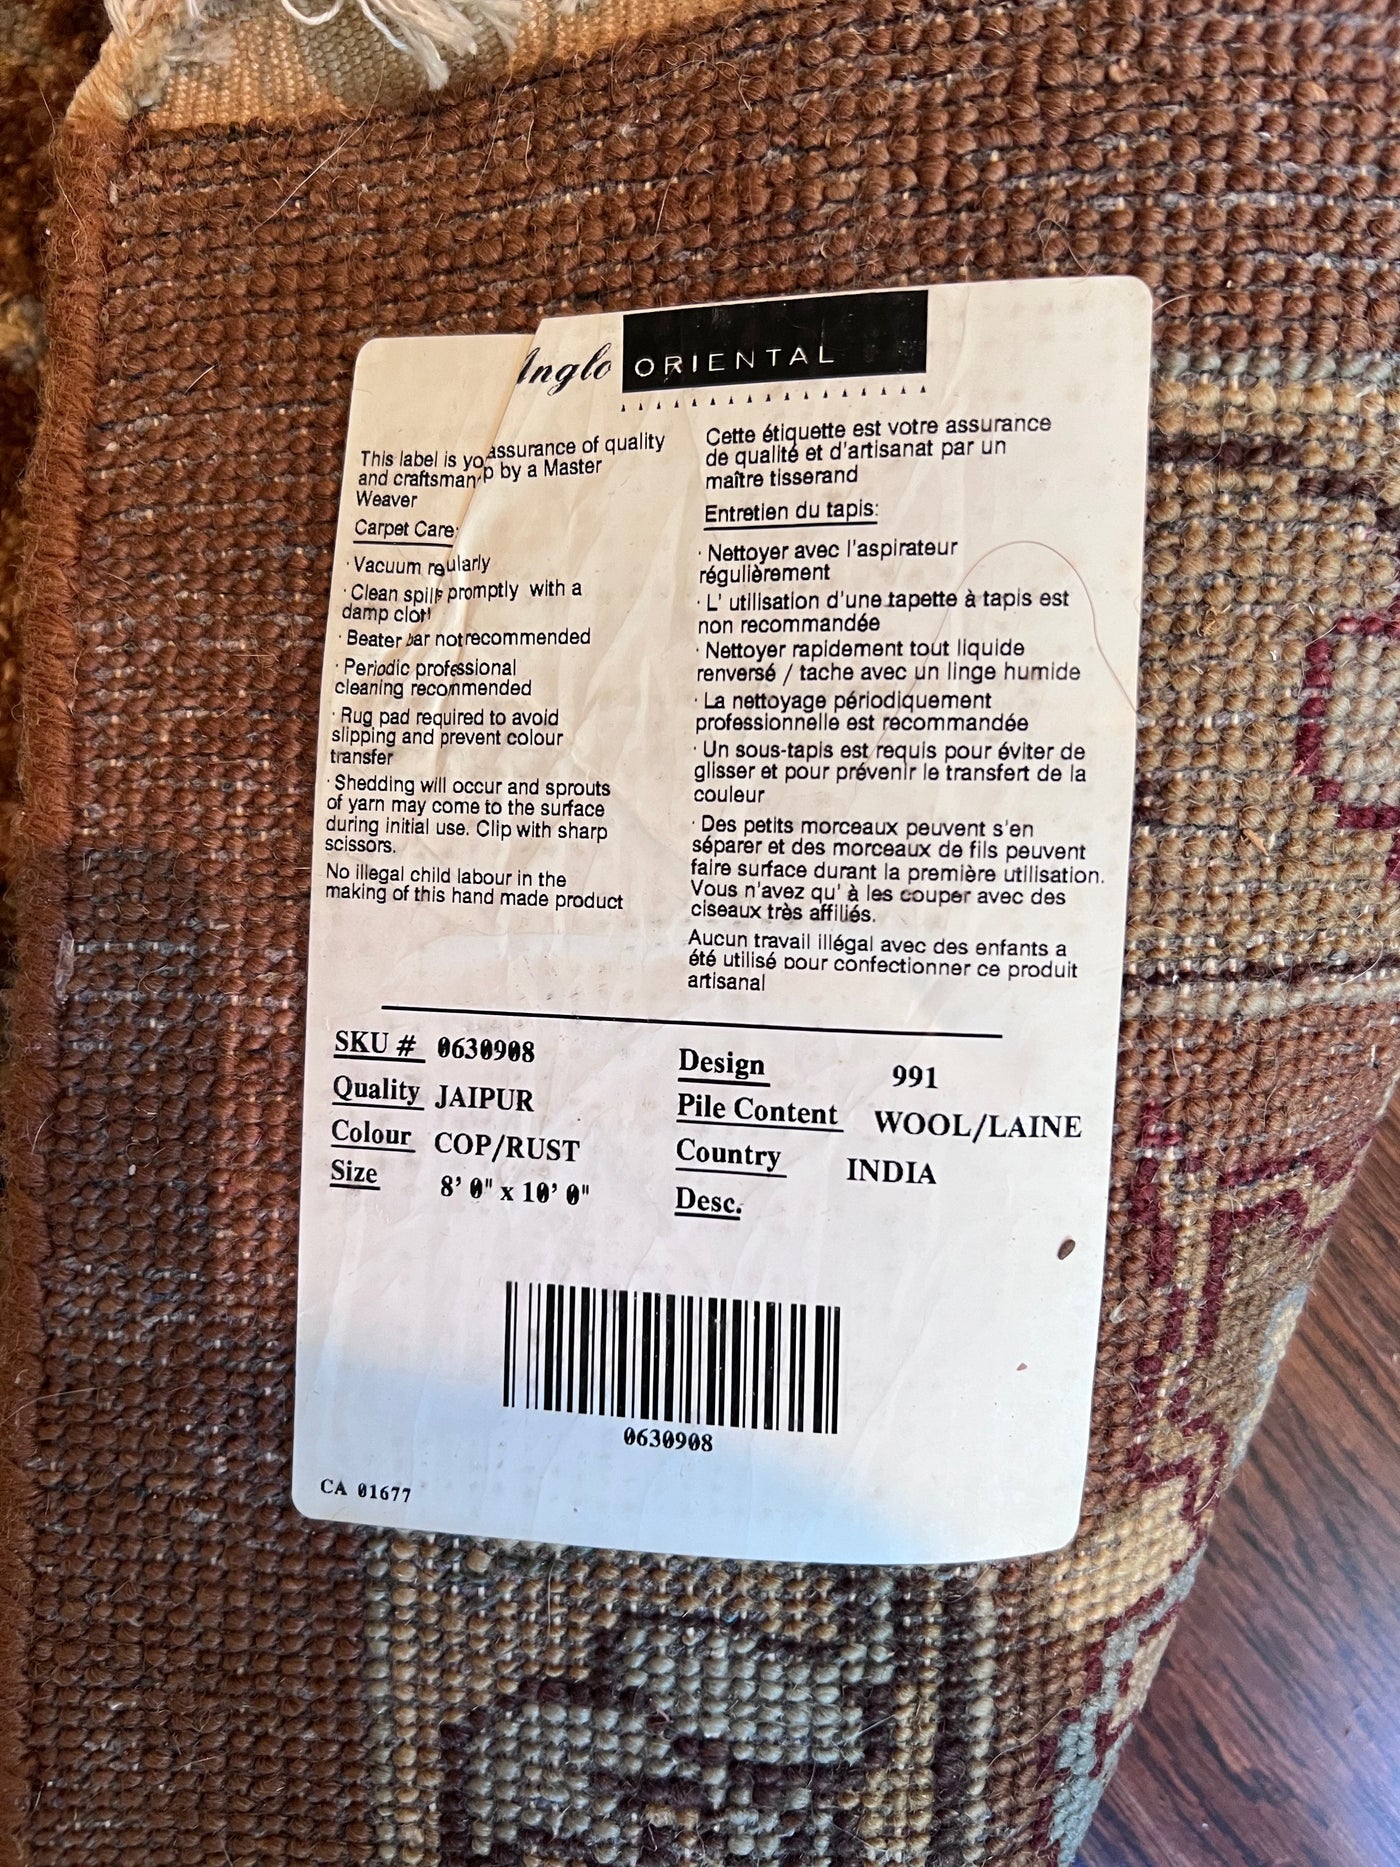 Anglo ORIENTAL
This label is yo assurance of quality
and craftsman p by a Master
Weaver
Carpet Care:
· Vacuum re ularly
· Clean spills promptly with a
damp clot
· Beater bar not recommended
· Periodic professional
cleaning recommended
· Rug pad required to avoid
slipping and prevent colour
transfer
· Shedding will occur and sprouts
of yarn may come to the surface
during initial use. Clip with sharp
scissors.
No illegal child labour in the
making of this hand made product
Cette étiquette est votre assurance
de qualité et d'artisanat par un
maître tisserand
Entretien du tapis:
· Nettoyer avec l'aspirateur
régulièrement
· L' utilisation d'une tapette à tapis est
non recommandée
· Nettoyer rapidement tout liquide
renversé / tache avec un linge humide
· La nettoyage périodiquement
professionnelle est recommandée
· Un sous-tapis est requis pour éviter de
glisser et pour prévenir le transfert de la
couleur
· Des petits morceaux peuvent s'en
séparer et des morceaux de fils peuvent
faire surface durant la première utilisation.
Vous n'avez qu' à les couper avec des
ciseaux très affiliés.
Aucun travail illégal avec des enfants a
été utilisé pour confectionner ce produit
artisanal
SKU # 0630908
Quality JAIPUR
Colour COP/RUST
Size 8' 0" x 10' 0"
Design 991
Pile Content WOOL/LAINE
Country INDIA
Desc.
0630908
CA 01677